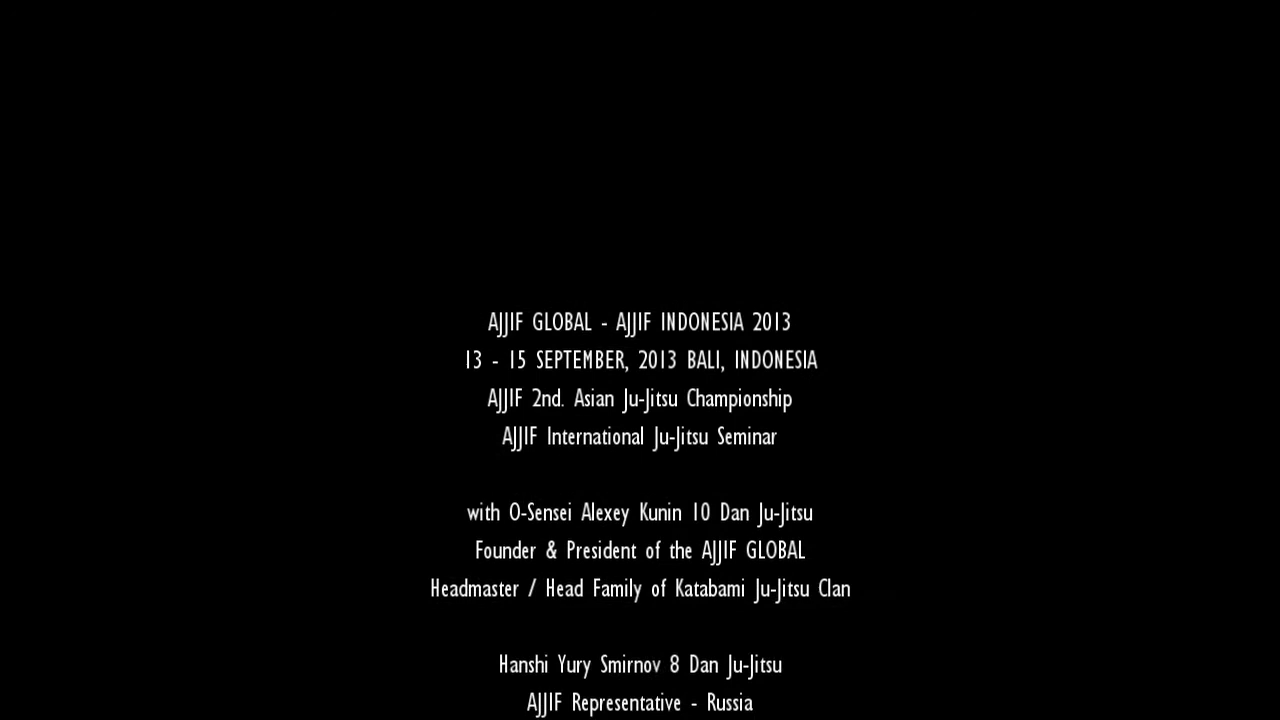 AJJIF GLOBAL - AJJIF INDONESIA 2013
13 - 15 SEPTEMBER, 2013 BALI, INDONESIA
AJJIF 2nd. Asian Ju-Jitsu Championship
AJJIF International Ju-Jitsu Seminar
with O-Sensei Alexey Kunin 10 Dan Ju-Jitsu
Founder & President of the AJJIF GLOBAL
Headmaster / Head Family of Katabami Ju-Jitsu Clan
Hanshi Yury Smirnov 8 Dan Ju-Jitsu
AJJIF Representative - Russia